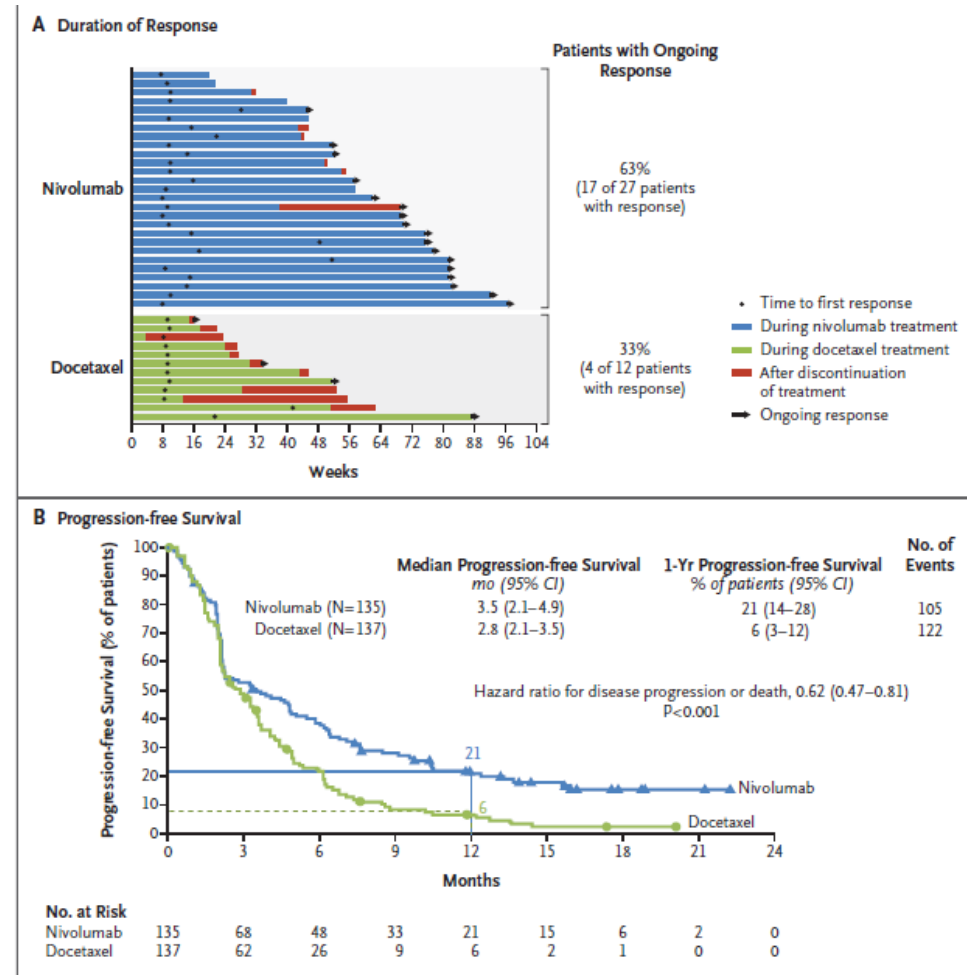 A Duration of Response
Patients with Ongoing
Response
Nivolumab
63%
(17 of 27 patients
with response)
Docetaxel
33%
(4 of 12 patients
with response)
Time to first response
During nivolumab treatment
During docetaxel treatment
After discontinuation
of treatment
Ongoing response
0 8 16 24 32 40 48 56 64 72 80 88 96 104
Weeks
B Progression-free Survival
Progression-free Survival (% of patients)
100
90
80
70
60
50
40
30
20
10
0
Median Progression-free Survival
mo (95% CI)
1-Yr Progression-free Survival
% of patients (95% CI)
No. of
Events
Nivolumab (N=135) 3.5 (2.1–4.9) 21 (14–28) 105
Docetaxel (N=137) 2.8 (2.1–3.5) 6 (3–12) 122
Hazard ratio for disease progression or death, 0.62 (0.47–0.81)
P<0.001
21
Nivolumab
6
Docetaxel
0 3 6 9 12 15 18 21 24
Months
No. at Risk
Nivolumab 135 68 48 33 21 15 6 2 0
Docetaxel 137 62 26 9 6 2 1 0 0